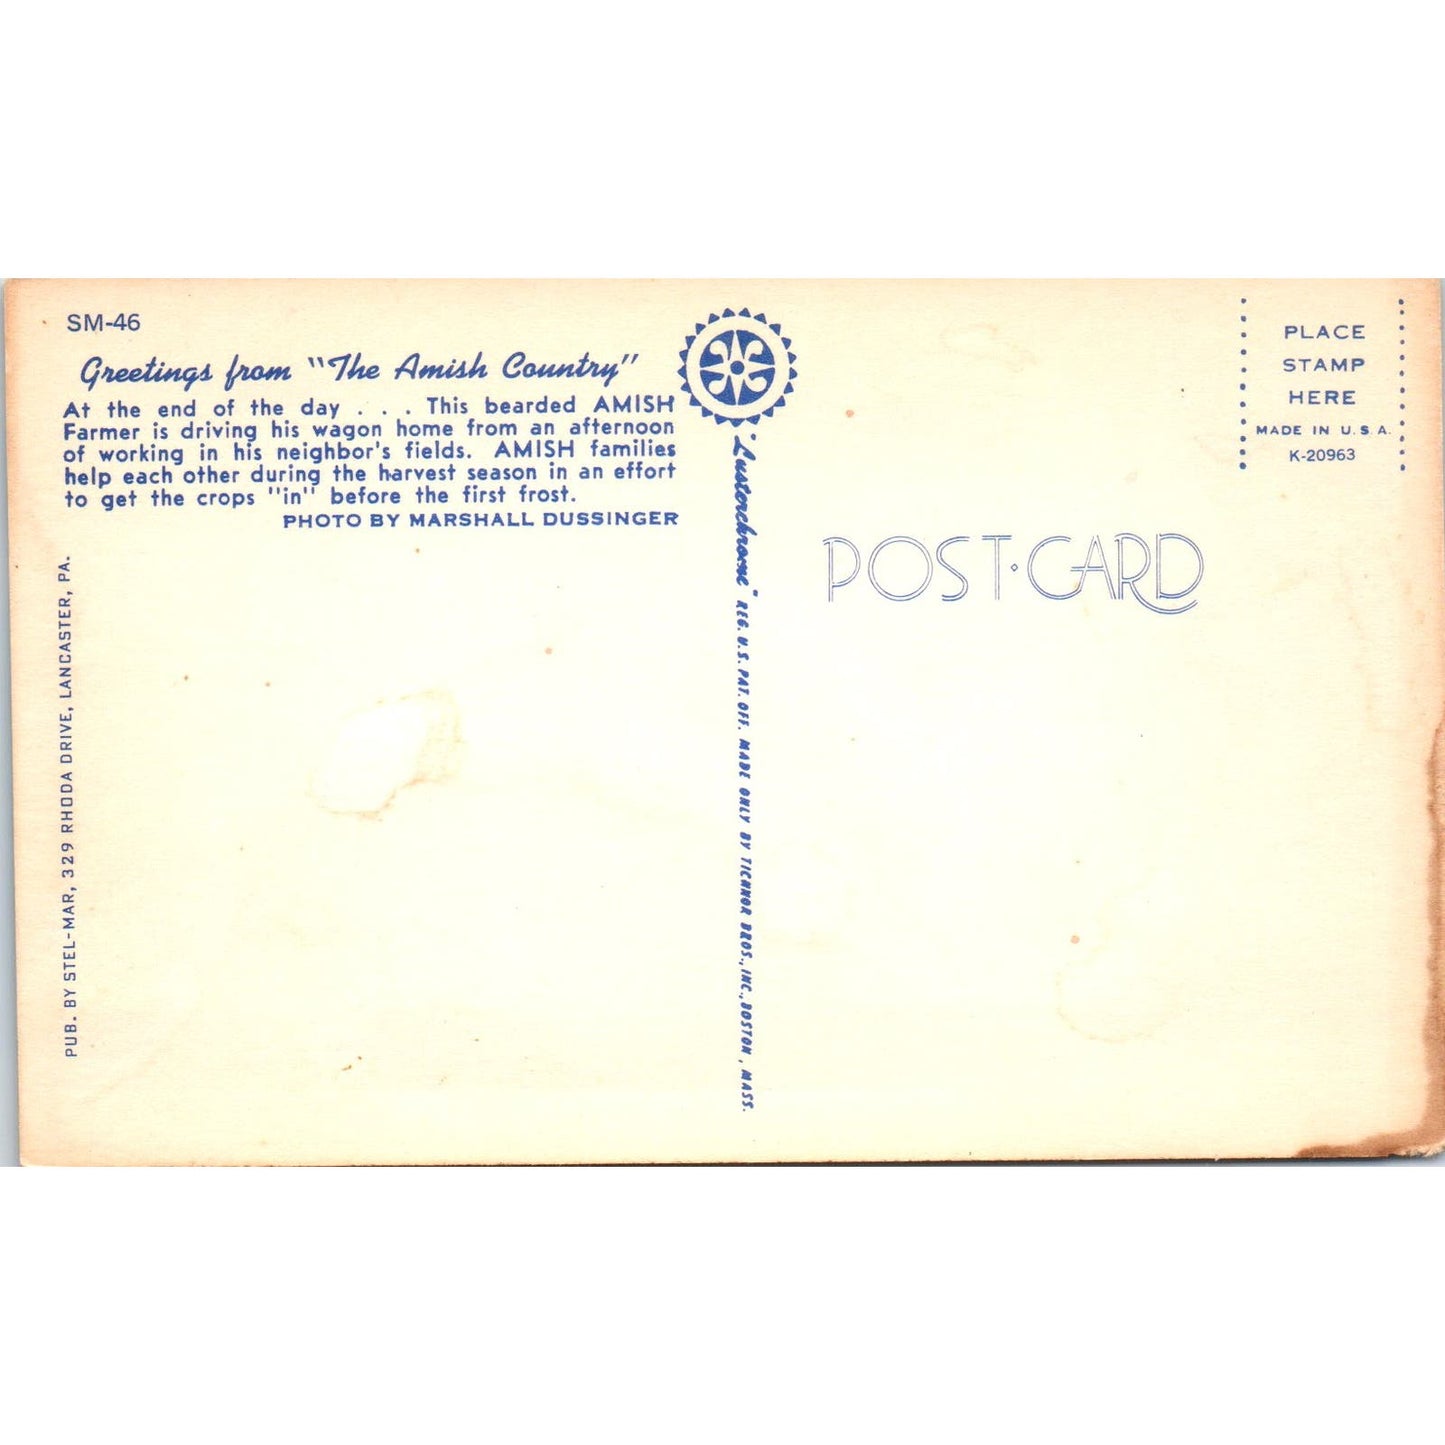 SM-46
Greetings from "The Amish Country"
At the end of the day . . . This bearded AMISH
Farmer is driving his wagon home from an afternoon
of working in his neighbor's fields. AMISH families
help each other during the harvest season in an effort
to get the crops "in" before the first frost.
PHOTO BY MARSHALL DUSSINGER
PUB. BY STEL-MAR, 329 RHODA DRIVE, LANCASTER, PA.
"Lusterchrome" REG. U.S. PAT. OFF. MADE ONLY BY TICHNOR BROS., INC., BOSTON, MASS.
POST·CARD
PLACE
STAMP
HERE
MADE IN U.S.A.
K-20963